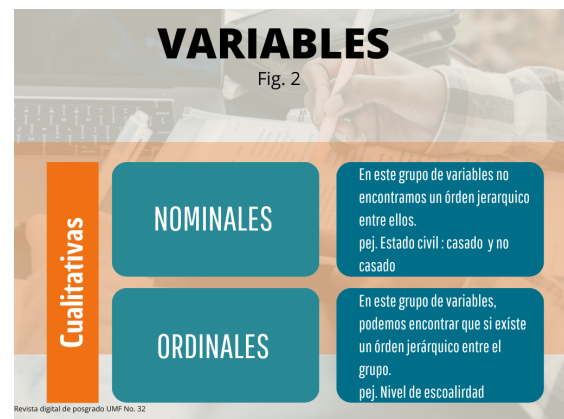 VARIABLES
Fig. 2
Cualitativas
NOMINALES
En este grupo de variables no
encontramos un órden jerarquico
entre ellos.
pej. Estado civil : casado y no
casado
ORDINALES
En este grupo de variables,
podemos encontrar que si exíste
un órden jerárquico entre el
grupo.
pej. Nivel de escoalirdad
Revista digital de posgrado UMF No. 32